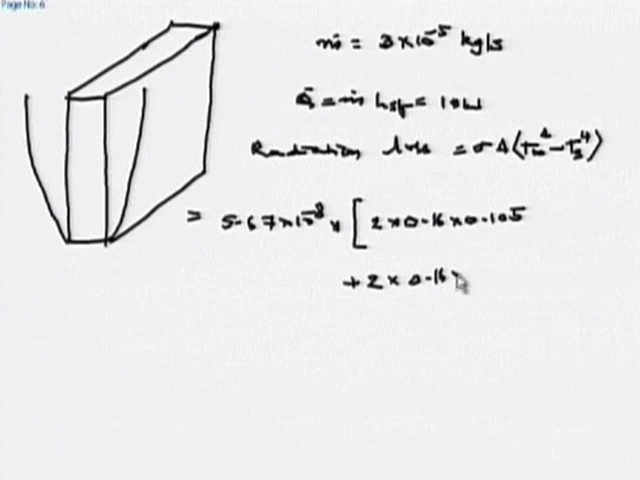 Page No: 6
ṁ = 3×10⁻⁵ kg/s
Q̇ = ṁ hsf = 10W
Radiation loss = σA(T∞⁴ - Ts⁴)
= 5.67×10⁻⁸ × [2×0.16×0.105
+ 2×0.16×